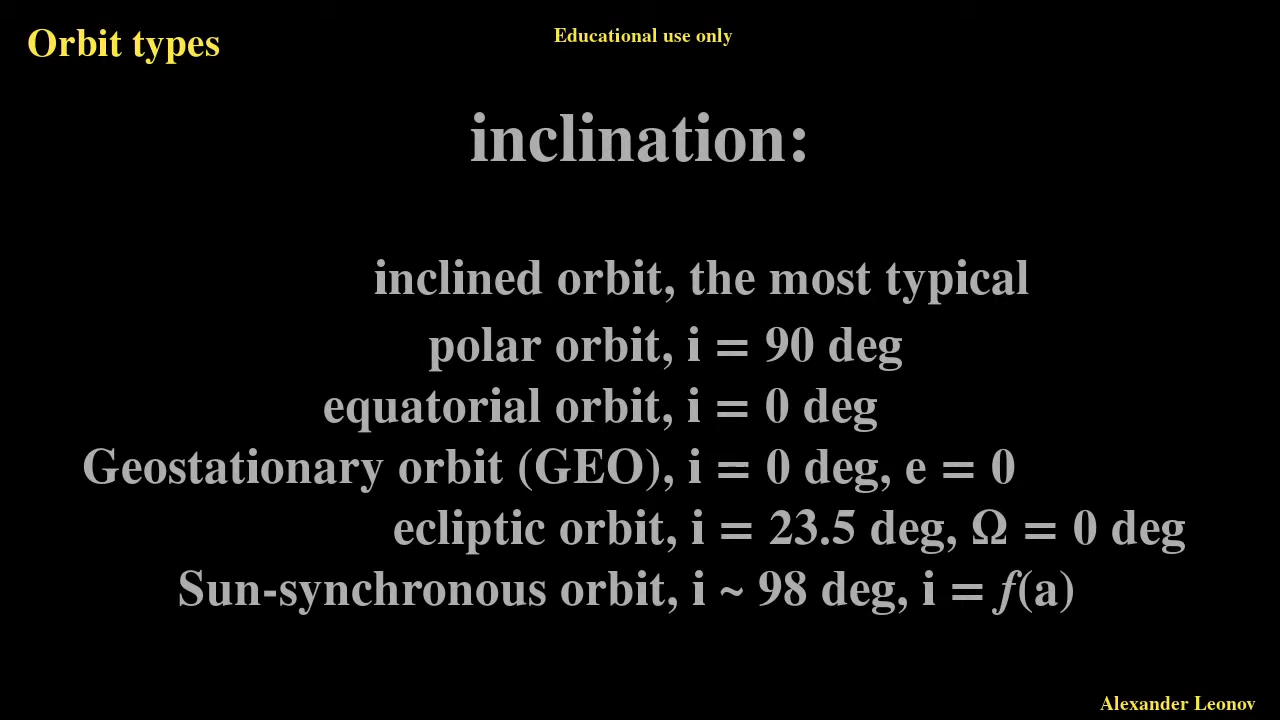 Orbit types
Educational use only
inclination:
inclined orbit, the most typical
polar orbit, i = 90 deg
equatorial orbit, i = 0 deg
Geostationary orbit (GEO), i = 0 deg, e = 0
ecliptic orbit, i = 23.5 deg, Ω = 0 deg
Sun-synchronous orbit, i ~ 98 deg, i = f(a)
Alexander Leonov